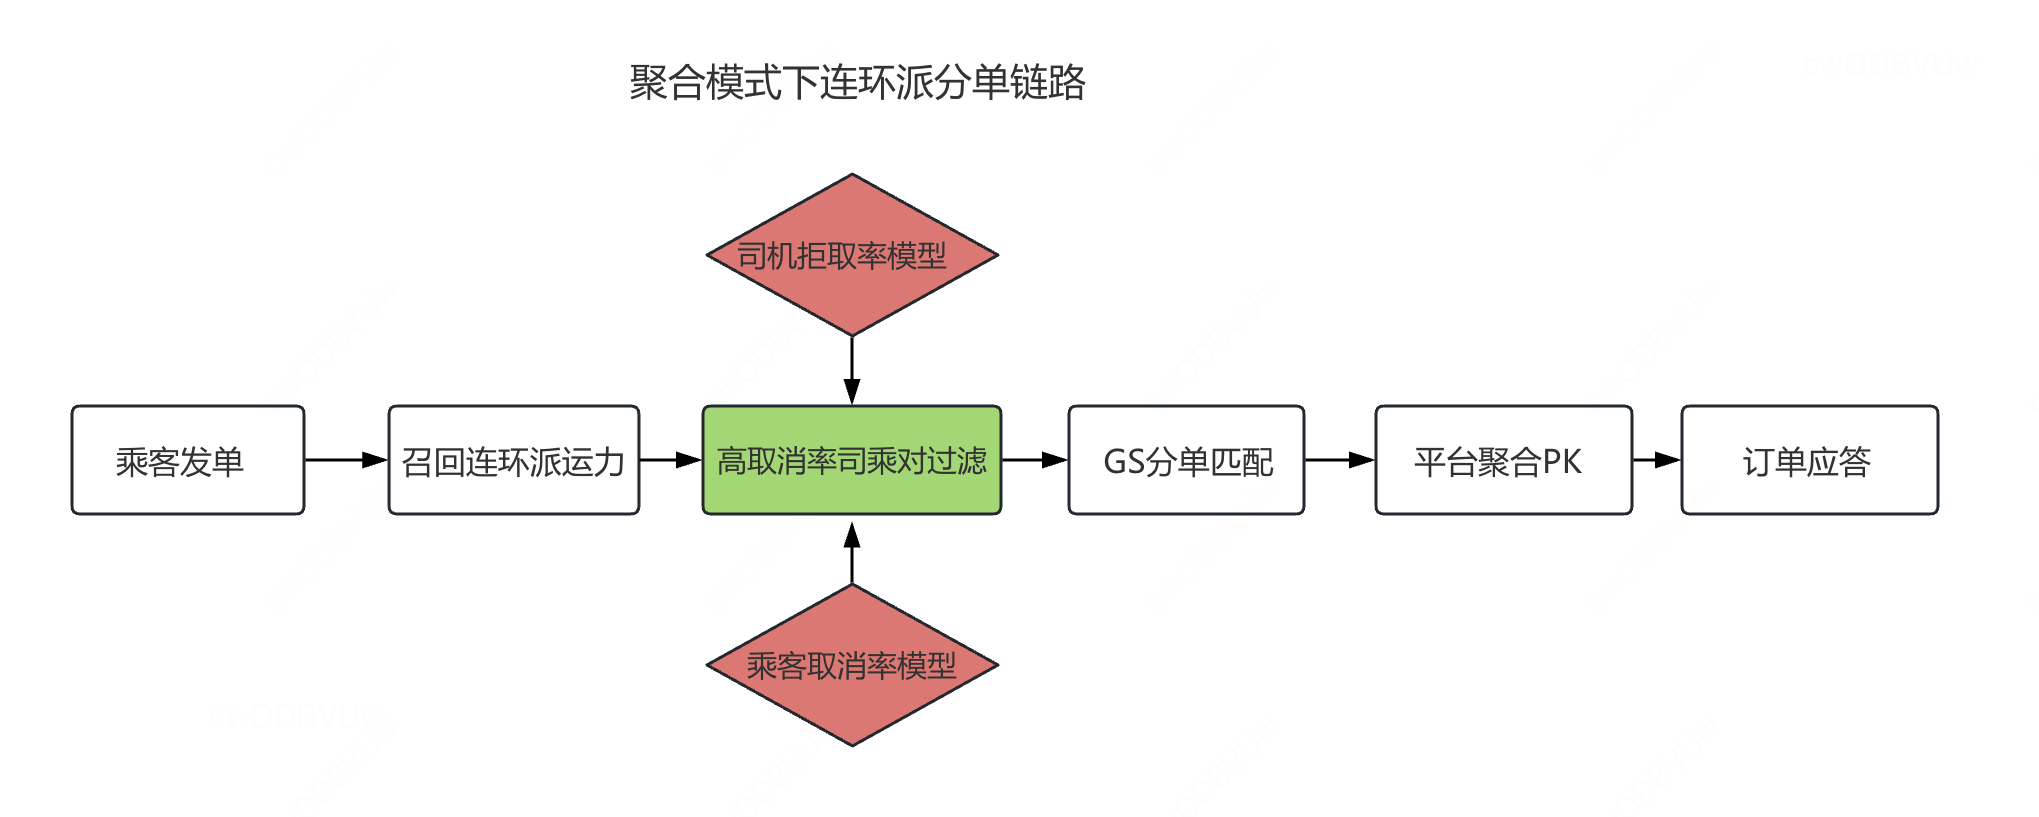 聚合模式下连环派分单链路
司机拒取率模型
乘客发单
召回连环派运力
高取消率司乘对过滤
GS分单匹配
平台聚合PK
订单应答
乘客取消率模型